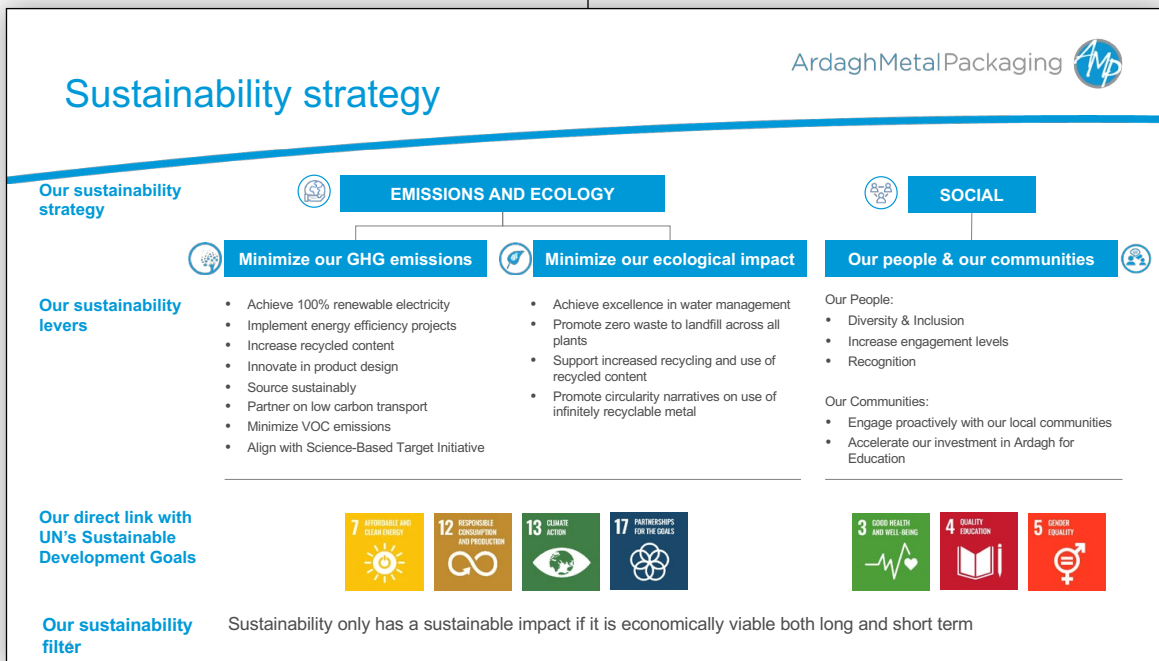 ArdaghMetalPackaging AMP
Sustainability strategy
Our sustainability
strategy
EMISSIONS AND ECOLOGY
SOCIAL
Minimize our GHG emissions
Minimize our ecological impact
Our people & our communities
Our sustainability
levers
• Achieve 100% renewable electricity
• Implement energy efficiency projects
• Increase recycled content
• Innovate in product design
• Source sustainably
• Partner on low carbon transport
• Minimize VOC emissions
• Align with Science-Based Target Initiative
• Achieve excellence in water management
• Promote zero waste to landfill across all
plants
• Support increased recycling and use of
recycled content
• Promote circularity narratives on use of
infinitely recyclable metal
Our People:
• Diversity & Inclusion
• Increase engagement levels
• Recognition
Our Communities:
• Engage proactively with our local communities
• Accelerate our investment in Ardagh for
Education
Our direct link with
UN's Sustainable
Development Goals
7 AFFORDABLE AND
CLEAN ENERGY
12 RESPONSIBLE
CONSUMPTION
AND PRODUCTION
13 CLIMATE
ACTION
17 PARTNERSHIPS
FOR THE GOALS
3 GOOD HEALTH
AND WELL-BEING
4 QUALITY
EDUCATION
5 GENDER
EQUALITY
Our sustainability
filter
Sustainability only has a sustainable impact if it is economically viable both long and short term